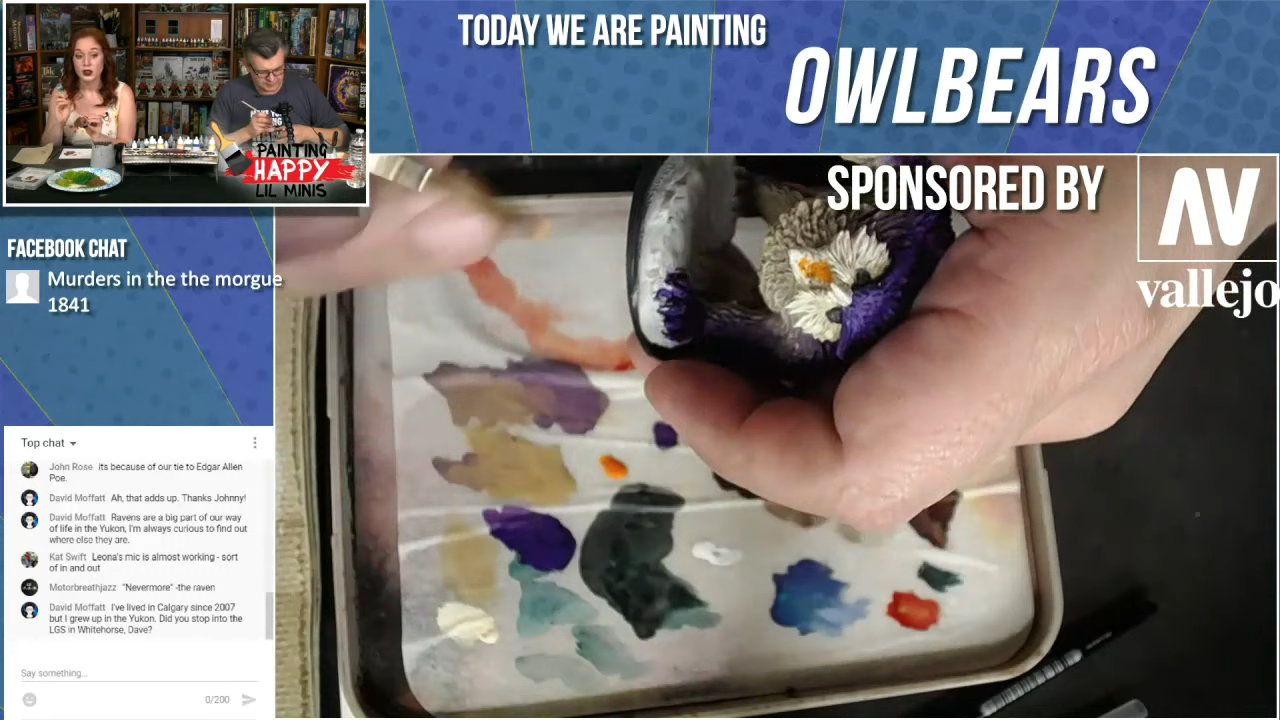 TODAY WE ARE PAINTING
OWLBEARS
SPONSORED BY
AV
vallejo
PAINTING
HAPPY
LIL MINIS
FACEBOOK CHAT
Murders in the the morgue
1841
Top chat
John Rose its because of our tie to Edgar Allen
Poe.
David Moffatt Ah, that adds up. Thanks Johnny!
David Moffatt Ravens are a big part of our way
of life in the Yukon, I'm always curious to find out
where else they are.
Kat Swift Leona's mic is almost working - sort
of in and out
Motorbreathjazz "Nevermore" -the raven
David Moffatt I've lived in Calgary since 2007
but I grew up in the Yukon. Did you stop into the
LGS in Whitehorse, Dave?
Say something...
0/200